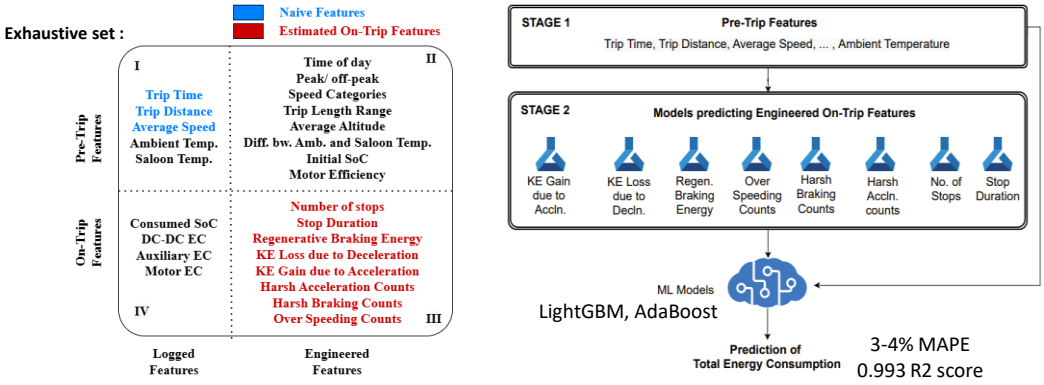 Naive Features
Estimated On-Trip Features
Exhaustive set :
I
II
Pre-Trip
Features
Trip Time
Trip Distance
Average Speed
Ambient Temp.
Saloon Temp.
Time of day
Peak/ off-peak
Speed Categories
Trip Length Range
Average Altitude
Diff. bw. Amb. and Saloon Temp.
Initial SoC
Motor Efficiency
On-Trip
Features
Consumed SoC
DC-DC EC
Auxiliary EC
Motor EC
IV
Number of stops
Stop Duration
Regenerative Braking Energy
KE Loss due to Deceleration
KE Gain due to Acceleration
Harsh Acceleration Counts
Harsh Braking Counts
Over Speeding Counts
III
Logged
Features
Engineered
Features
STAGE 1
Pre-Trip Features
Trip Time, Trip Distance, Average Speed, ... , Ambient Temperature
STAGE 2
Models predicting Engineered On-Trip Features
KE Gain
due to
Accln.
KE Loss
due to
Decln.
Regen.
Braking
Energy
Over
Speeding
Counts
Harsh
Braking
Counts
Harsh
Accln.
counts
No. of
Stops
Stop
Duration
ML Models
LightGBM, AdaBoost
Prediction of
Total Energy Consumption
3-4% MAPE
0.993 R2 score